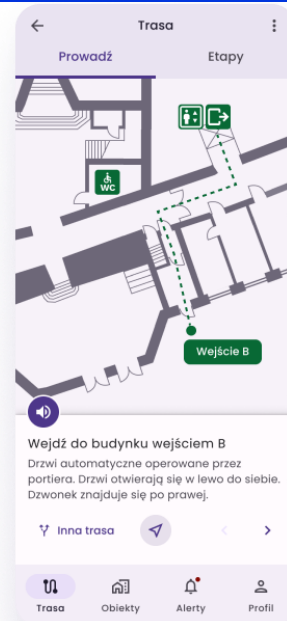 Trasa
Prowadź
Etapy
WC
Wejście B
Wejdź do budynku wejściem B
Drzwi automatyczne operowane przez
portiera. Drzwi otwierają się w lewo do siebie.
Dzwonek znajduje się po prawej.
Inna trasa
Trasa
Obiekty
Alerty
Profil